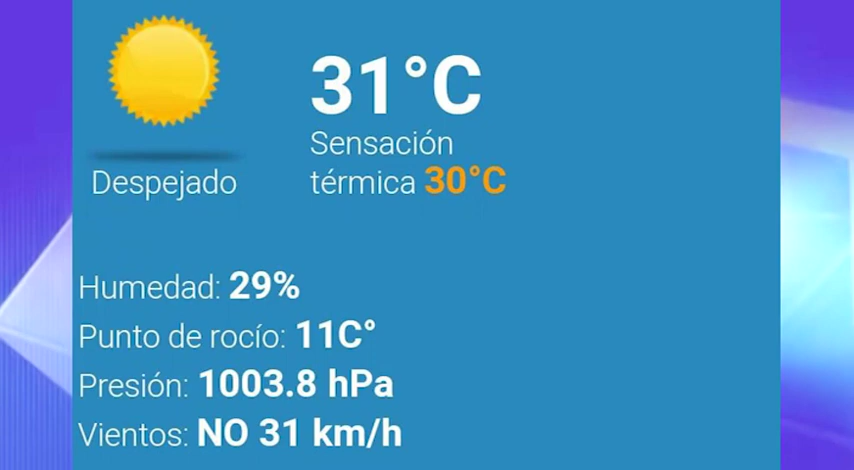 31°C
Sensación
térmica 30°C
Despejado
Humedad: 29%
Punto de rocío: 11C°
Presión: 1003.8 hPa
Vientos: NO 31 km/h